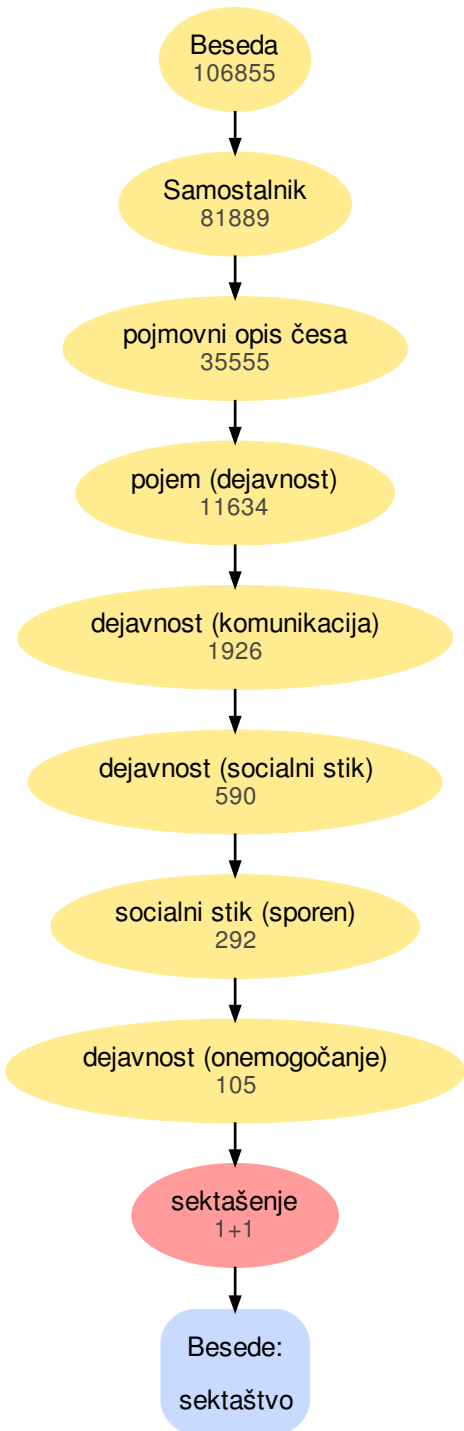 Beseda
106855
Samostalnik
81889
pojmovni opis česa
35555
pojem (dejavnost)
11634
dejavnost (komunikacija)
1926
dejavnost (socialni stik)
590
socialni stik (sporen)
292
dejavnost (onemogočanje)
105
sektašenje
1+1
Besede:
sektaštvo